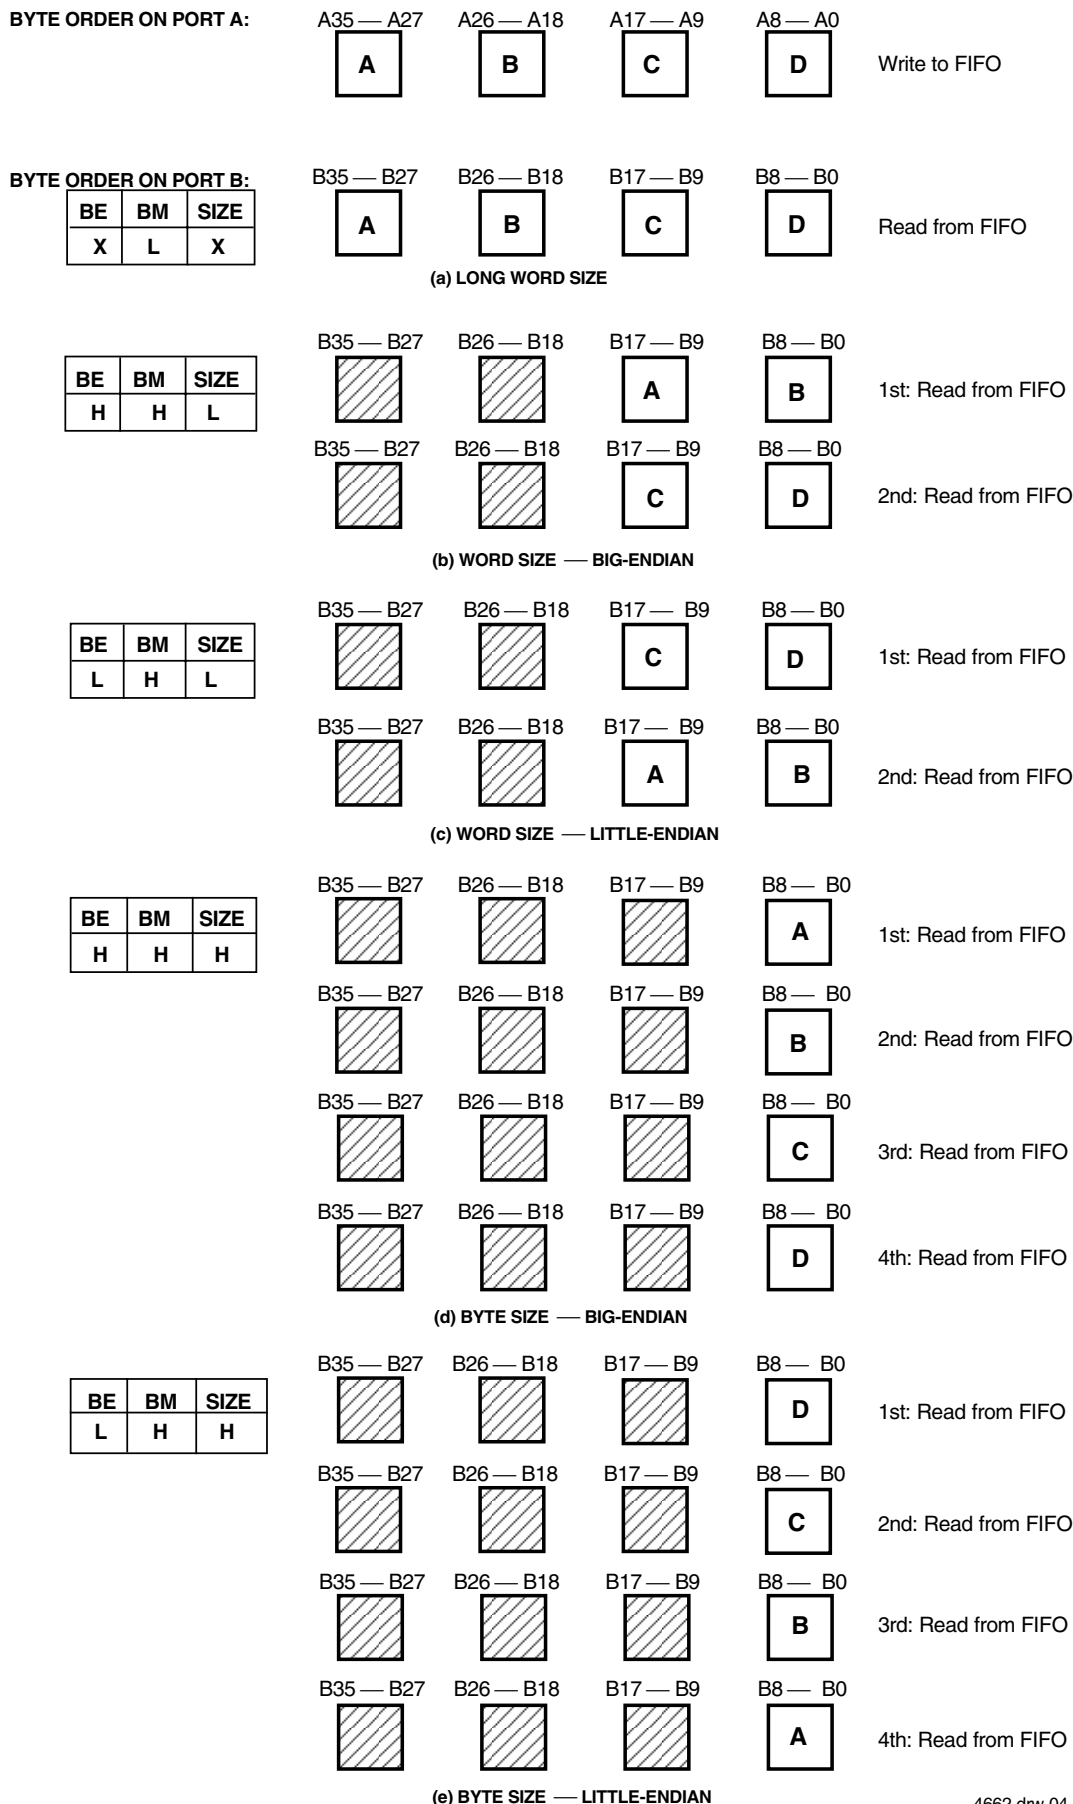 BYTE ORDER ON PORT A:
A35 — A27 A26 — A18 A17 — A9 A8 — A0
A B C D Write to FIFO
BYTE ORDER ON PORT B:
B35 — B27 B26 — B18 B17 — B9 B8 — B0
BE BM SIZE
X L X
A B C D Read from FIFO
(a) LONG WORD SIZE
B35 — B27 B26 — B18 B17 — B9 B8 — B0
BE BM SIZE
H H L
A B 1st: Read from FIFO
B35 — B27 B26 — B18 B17 — B9 B8 — B0
C D 2nd: Read from FIFO
(b) WORD SIZE — BIG-ENDIAN
B35 — B27 B26 — B18 B17 — B9 B8 — B0
BE BM SIZE
L H L
C D 1st: Read from FIFO
B35 — B27 B26 — B18 B17 — B9 B8 — B0
A B 2nd: Read from FIFO
(c) WORD SIZE — LITTLE-ENDIAN
B35 — B27 B26 — B18 B17 — B9 B8 — B0
BE BM SIZE
H H H
A 1st: Read from FIFO
B35 — B27 B26 — B18 B17 — B9 B8 — B0
B 2nd: Read from FIFO
B35 — B27 B26 — B18 B17 — B9 B8 — B0
C 3rd: Read from FIFO
B35 — B27 B26 — B18 B17 — B9 B8 — B0
D 4th: Read from FIFO
(d) BYTE SIZE — BIG-ENDIAN
B35 — B27 B26 — B18 B17 — B9 B8 — B0
BE BM SIZE
L H H
D 1st: Read from FIFO
B35 — B27 B26 — B18 B17 — B9 B8 — B0
C 2nd: Read from FIFO
B35 — B27 B26 — B18 B17 — B9 B8 — B0
B 3rd: Read from FIFO
B35 — B27 B26 — B18 B17 — B9 B8 — B0
A 4th: Read from FIFO
(e) BYTE SIZE — LITTLE-ENDIAN
4662 drw 04